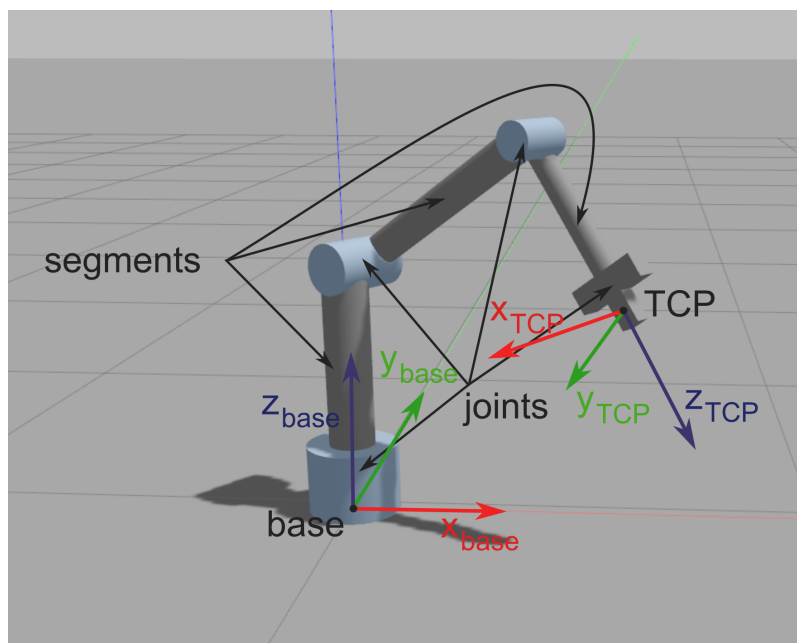 segments
TCP
x_TCP
y_base
z_base
joints
y_TCP
z_TCP
base
x_base